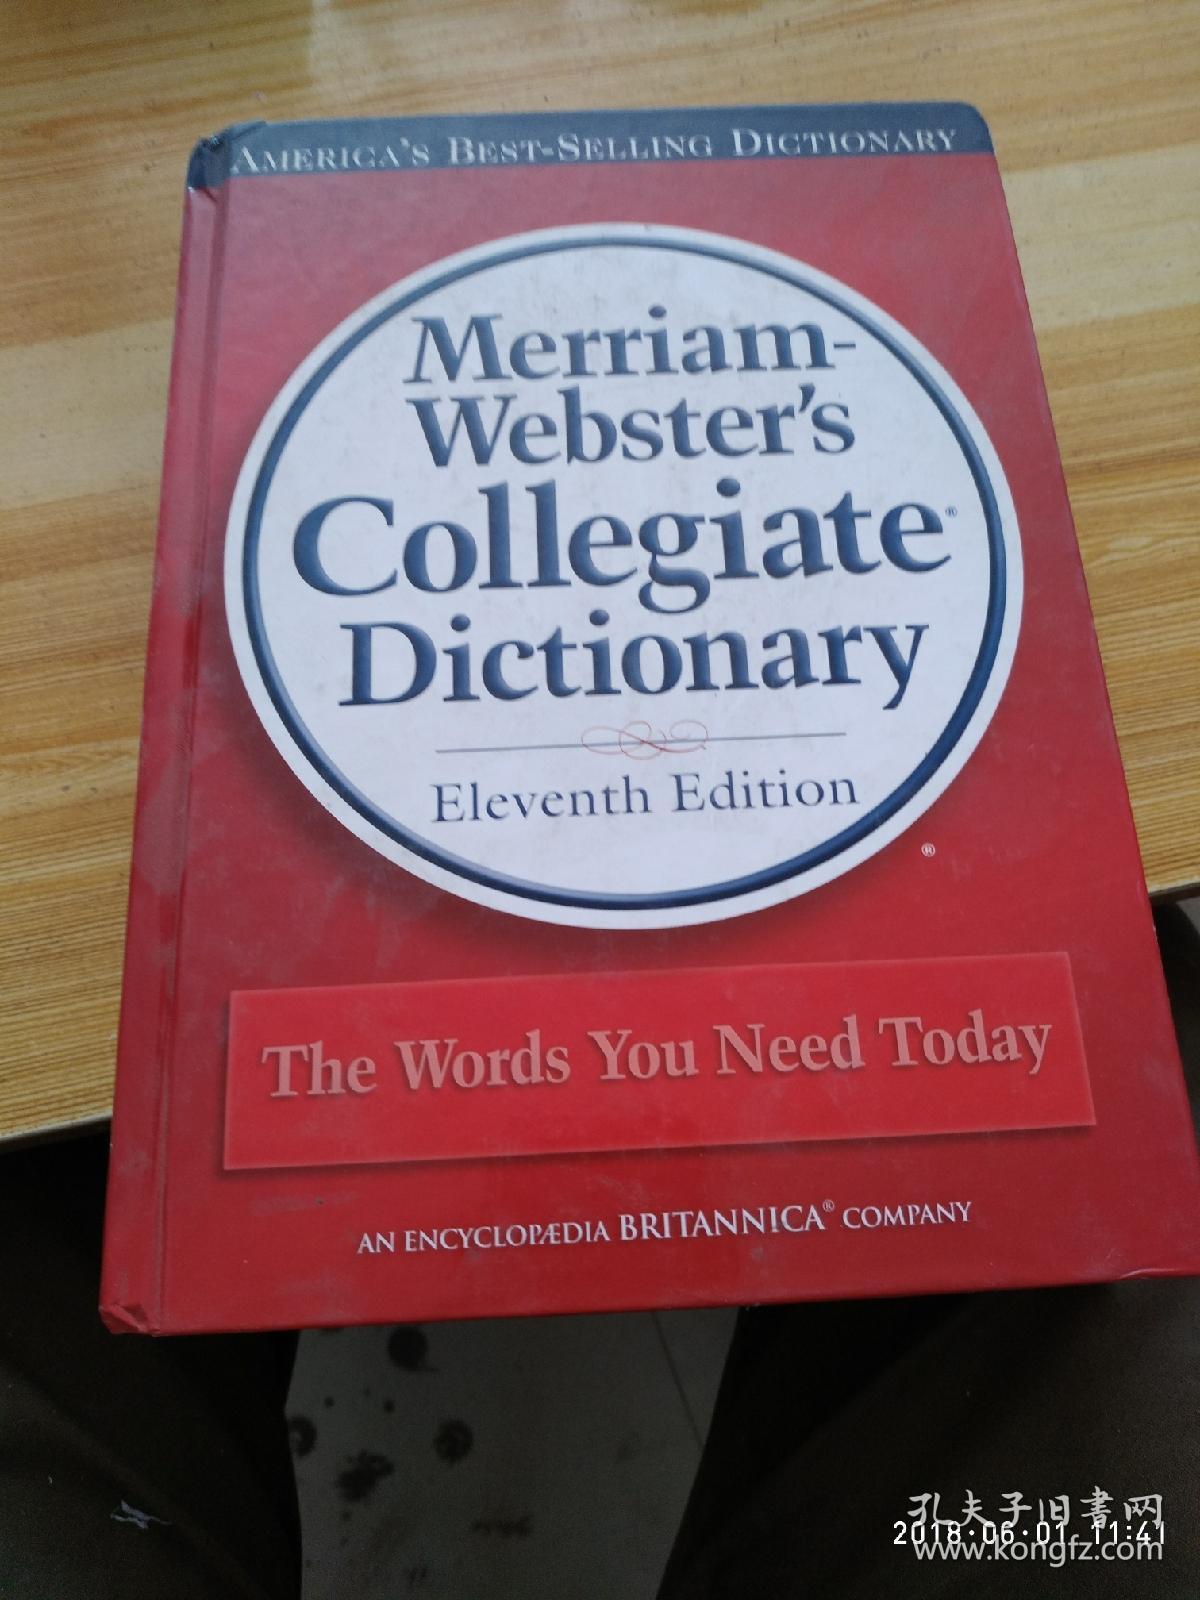 AMERICA'S BEST-SELLING DICTIONARY
Merriam-
Webster's
Collegiate®
Dictionary
Eleventh Edition
®
The Words You Need Today
AN ENCYCLOPÆDIA BRITANNICA® COMPANY
孔夫子旧書网
2018·06·01 11:41
www.kongfz.com